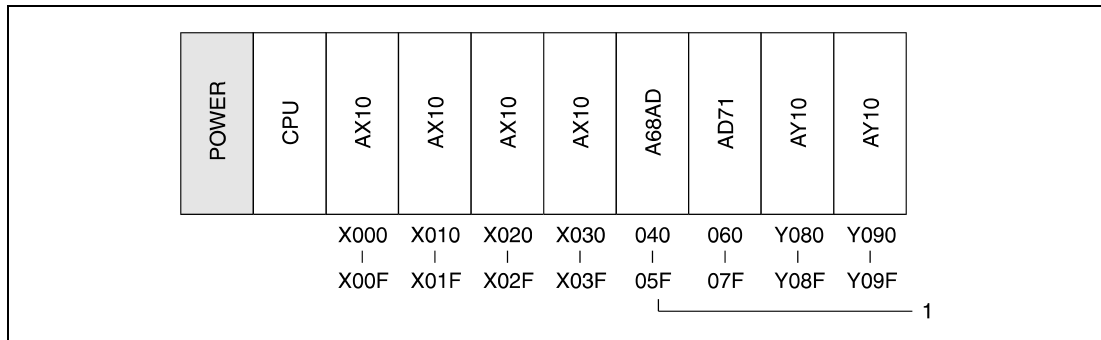 POWER CPU AX10 AX10 AX10 AX10 A68AD AD71 AY10 AY10
X000 X010 X020 X030 040 060 Y080 Y090
X00F X01F X02F X03F 05F 07F Y08F Y09F
1